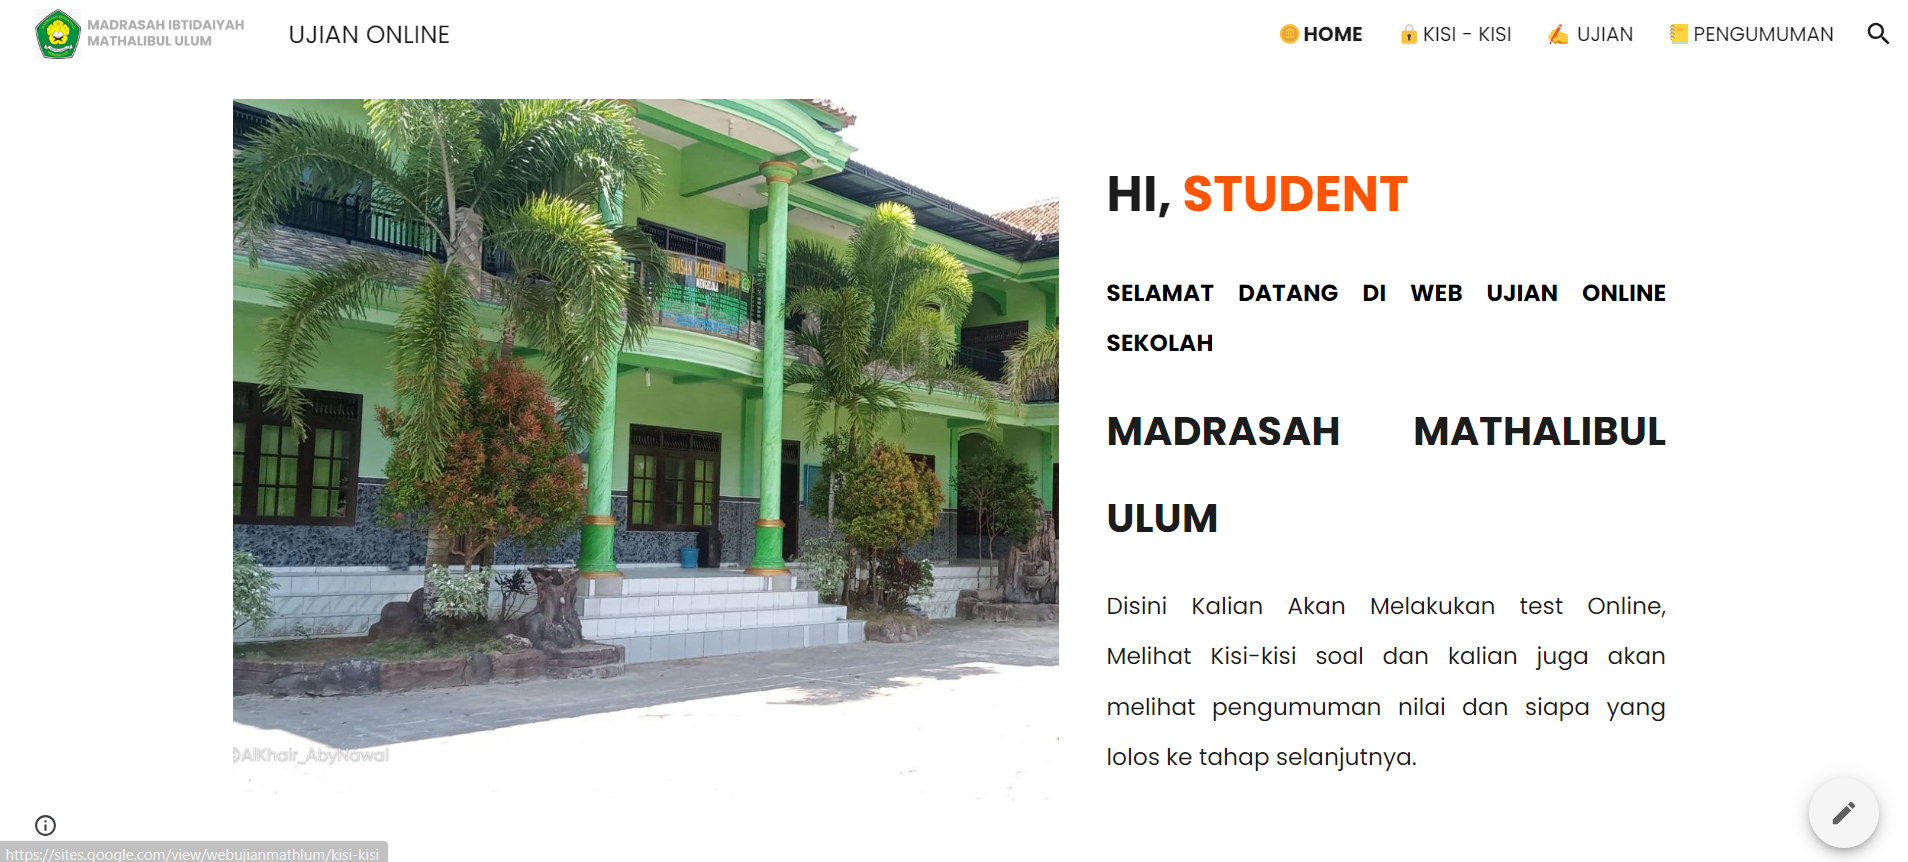 MADRASAH IBTIDAIYAH
MATHALIBUL ULUM
UJIAN ONLINE
HOME
KISI - KISI
UJIAN
PENGUMUMAN
HI, STUDENT
SELAMAT DATANG DI WEB UJIAN ONLINE
SEKOLAH
MADRASAH MATHALIBUL
ULUM
Disini Kalian Akan Melakukan test Online,
Melihat Kisi-kisi soal dan kalian juga akan
melihat pengumuman nilai dan siapa yang
lolos ke tahap selanjutnya.
@AlKhair_AbyNawal
https://sites.google.com/view/webujianmathlum/kisi-kisi